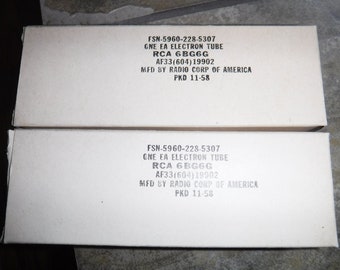 FSN-5960-228-5307
ONE EA ELECTRON TUBE
RCA 6BG6G
AF33(604)19902
MFD BY RADIO CORP OF AMERICA
PKD 11-58
FSN-5960-228-5307
ONE EA ELECTRON TUBE
RCA 6BG6G
AF33(604)19902
MFD BY RADIO CORP OF AMERICA
PKD 11-58